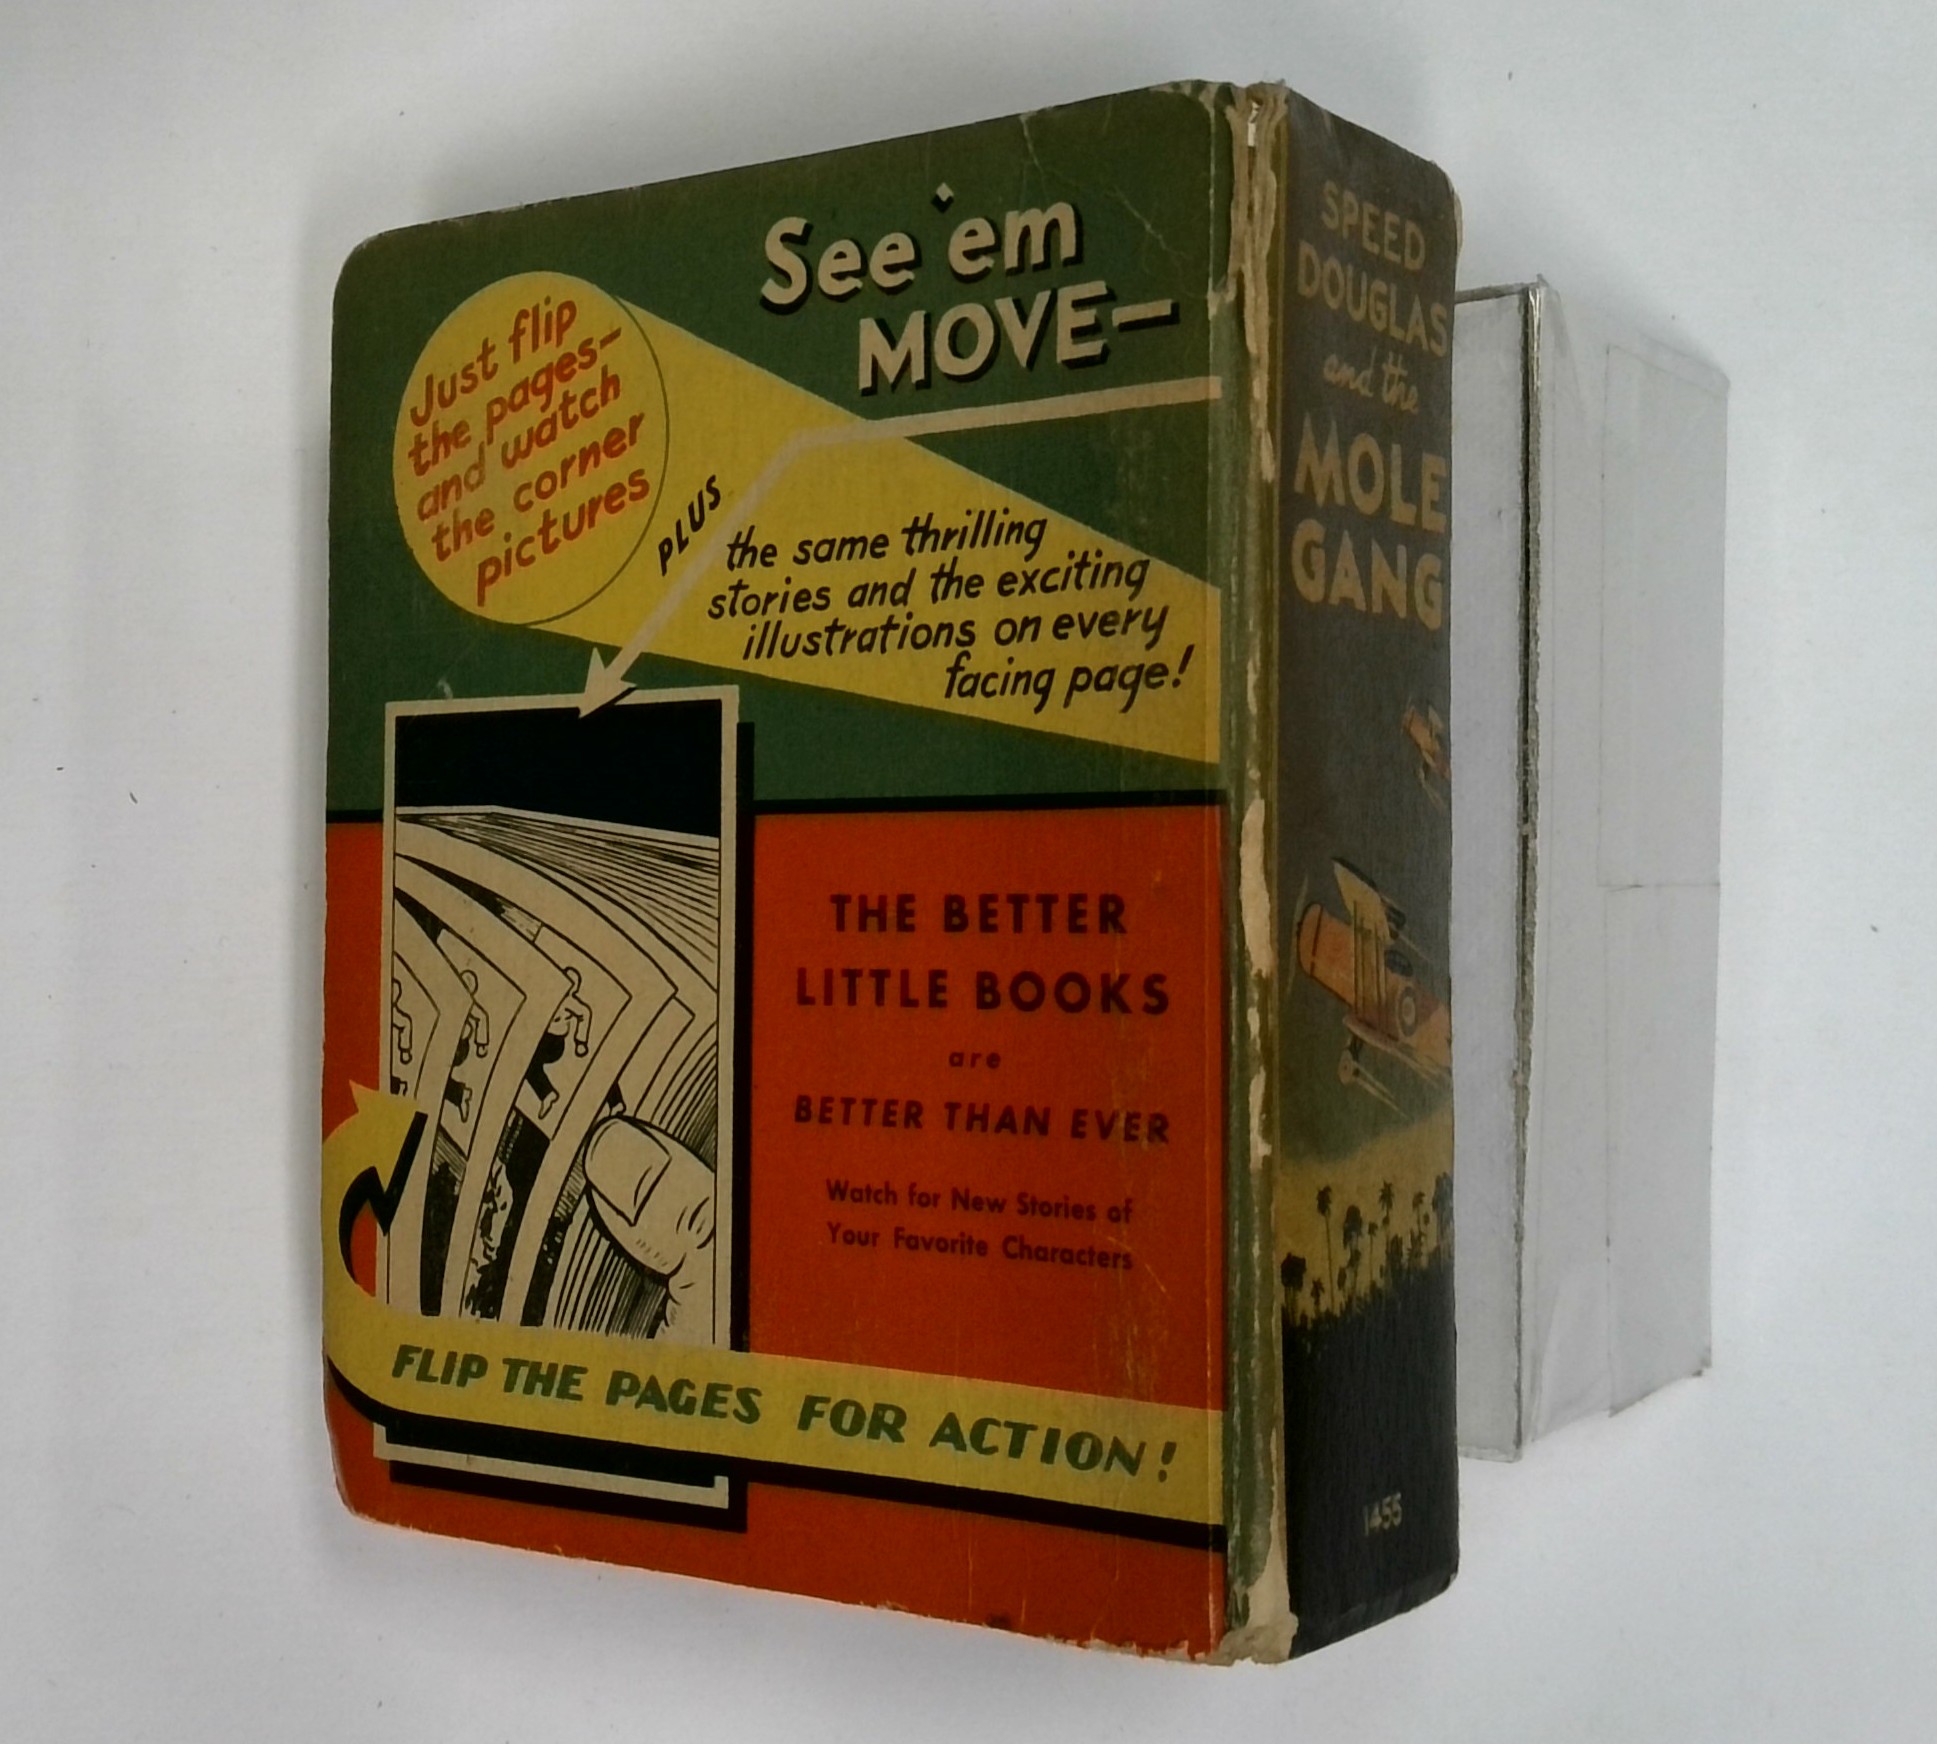 See 'em
MOVE—
Just flip
the pages—
and watch
the corner
pictures
PLUS
the same thrilling
stories and the exciting
illustrations on every
facing page!
THE BETTER
LITTLE BOOKS
are
BETTER THAN EVER
Watch for New Stories of
Your Favorite Characters
FLIP THE PAGES FOR ACTION!
SPEED
DOUGLAS
and the
MOLE
GANG
1455